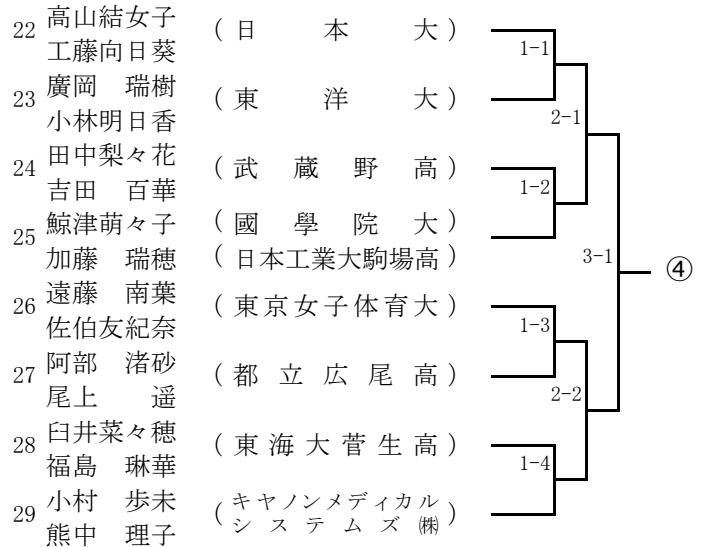 22 高山結女子 (日本大)
工藤向日葵
1-1
23 廣岡 瑞樹 (東洋大)
小林明日香
2-1
24 田中梨々花 (武蔵野高)
吉田 百華
1-2
25 鯨津萌々子 (國學院大)
加藤 瑞穂 (日本工業大駒場高)
3-1 ④
26 遠藤 南葉 (東京女子体育大)
佐伯友紀奈
1-3
27 阿部 渚砂 (都立広尾高)
尾上 遥
2-2
28 臼井菜々穂 (東海大菅生高)
福島 琳華
1-4
29 小村 歩未 (キヤノンメディカル
熊中 理子 システムズ㈱)